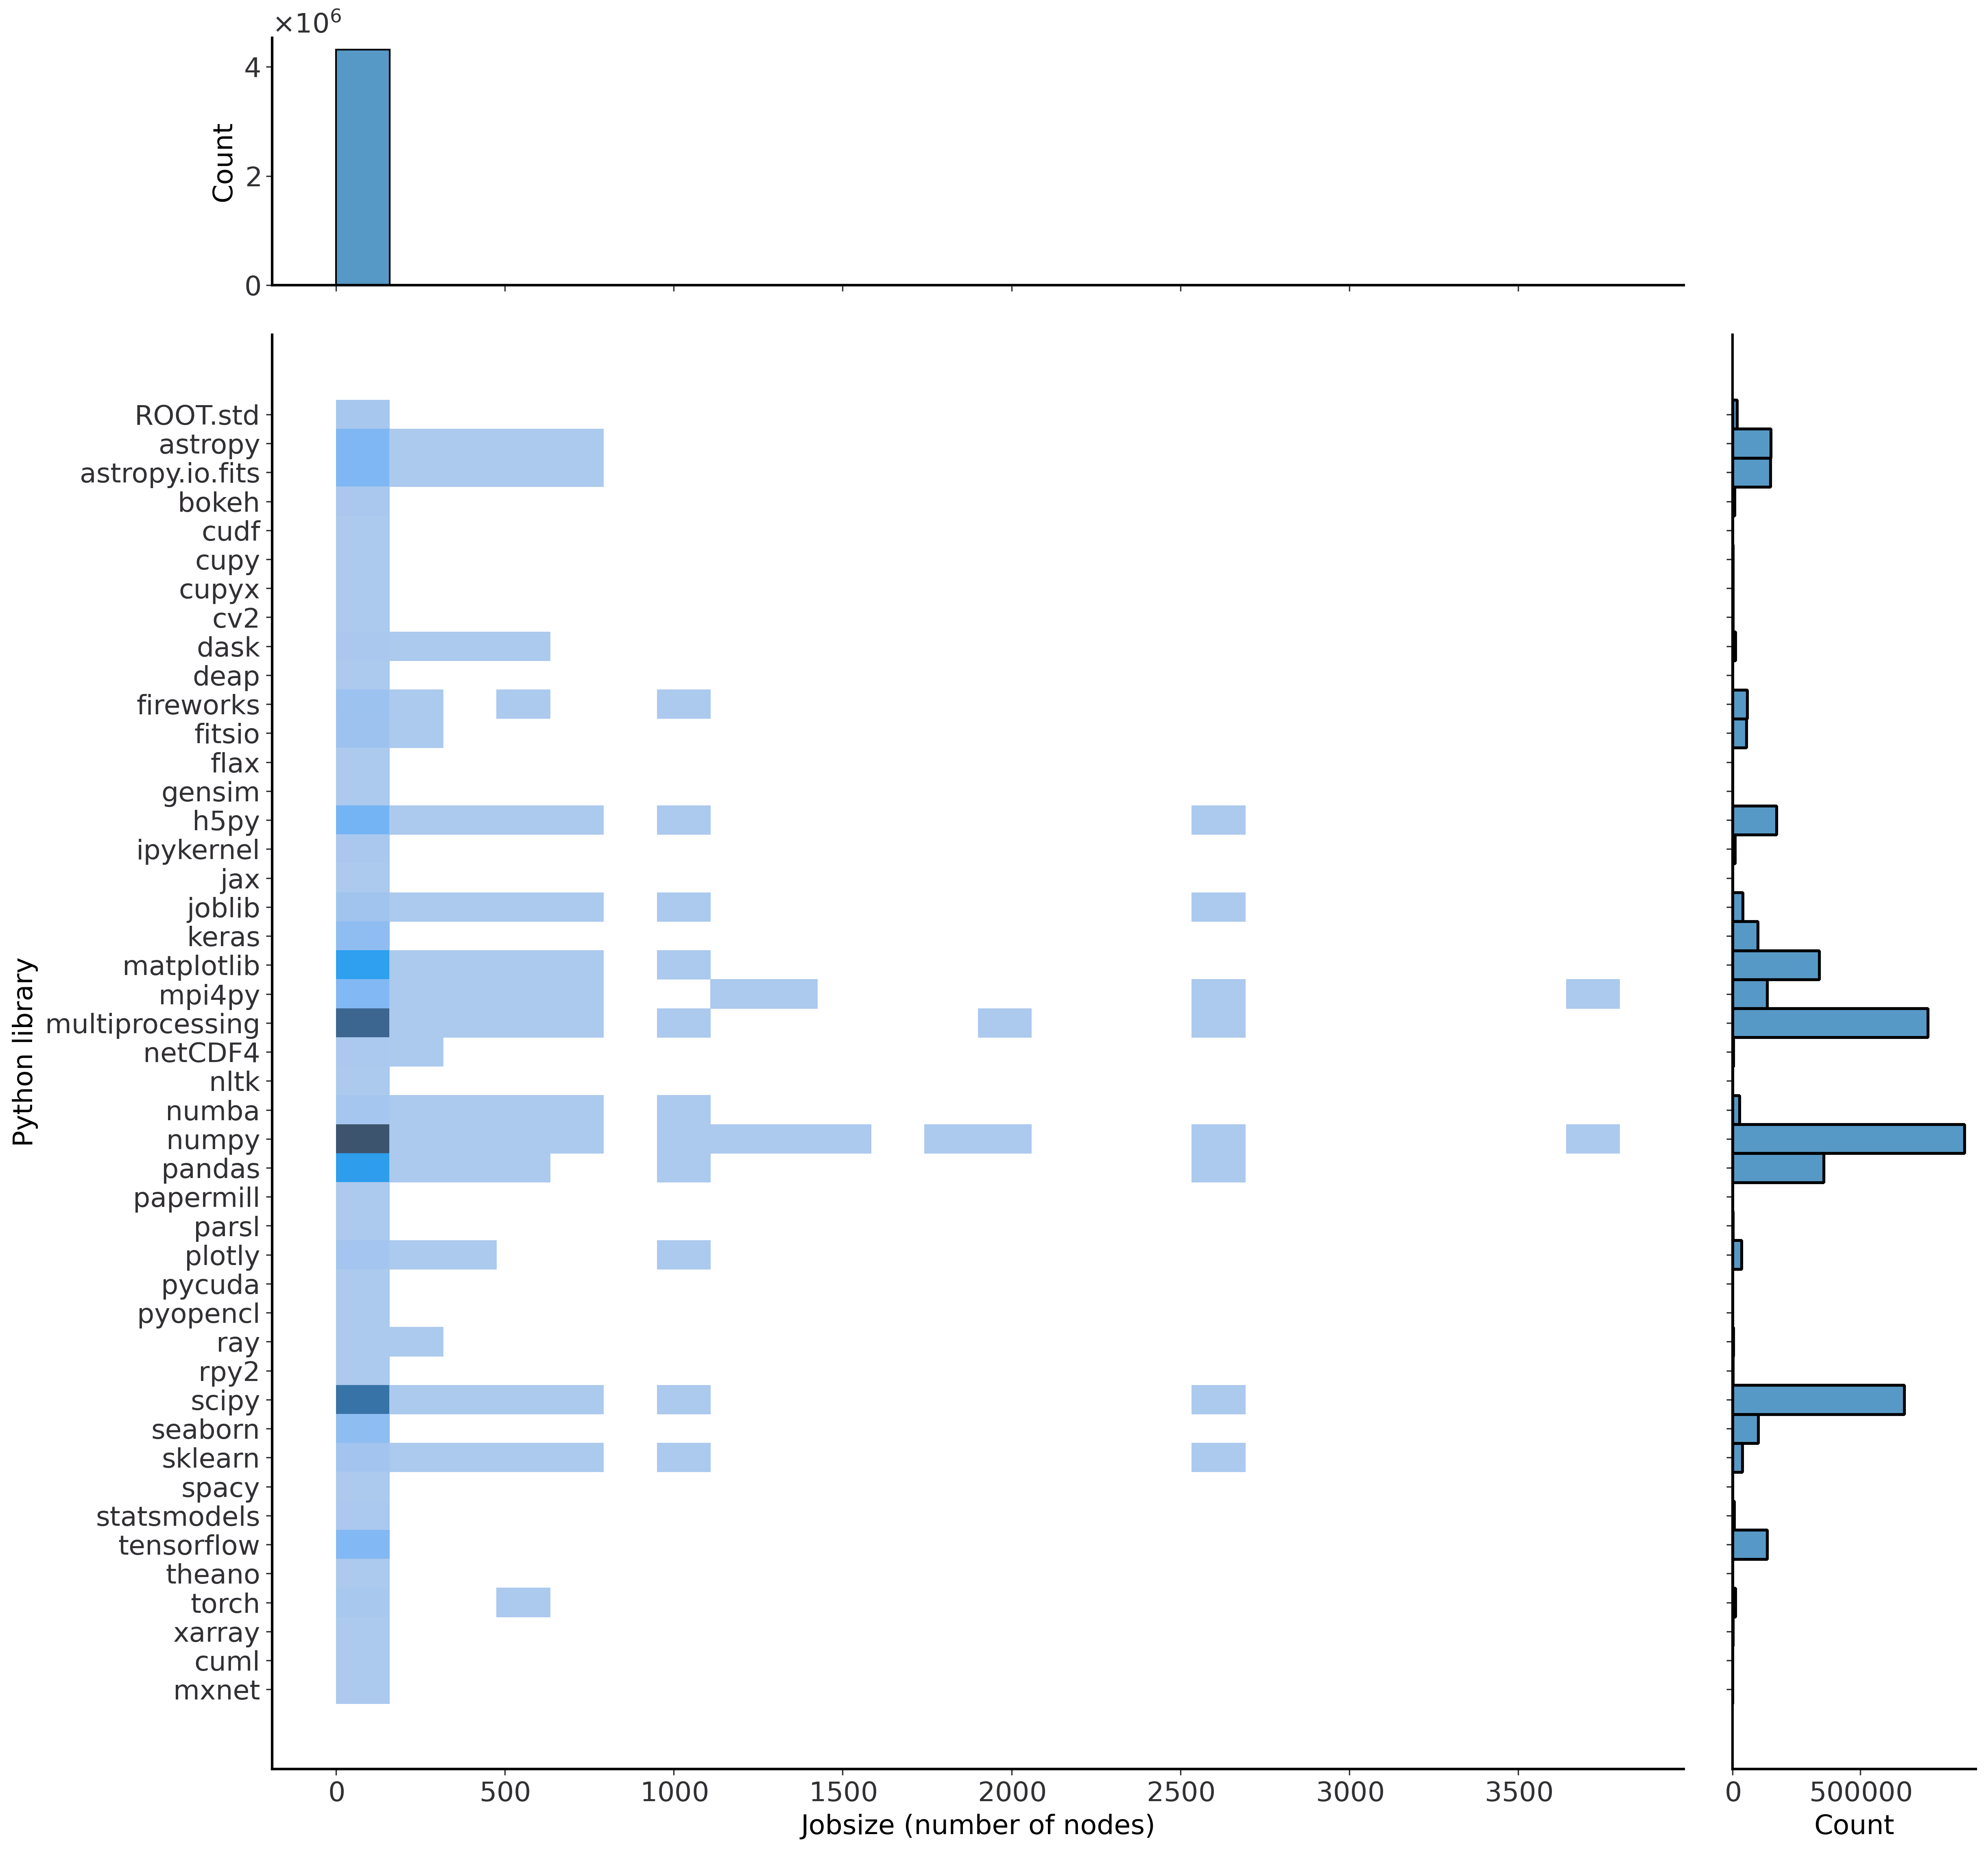 ×10⁶
4
2
0
Count
ROOT.std
astropy
astropy.io.fits
bokeh
cudf
cupy
cupyx
cv2
dask
deap
fireworks
fitsio
flax
gensim
h5py
ipykernel
jax
joblib
keras
matplotlib
mpi4py
multiprocessing
netCDF4
nltk
numba
numpy
pandas
papermill
parsl
plotly
pycuda
pyopencl
ray
rpy2
scipy
seaborn
sklearn
spacy
statsmodels
tensorflow
theano
torch
xarray
cuml
mxnet
Python library
0 500 1000 1500 2000 2500 3000 3500
Jobsize (number of nodes)
0 500000
Count